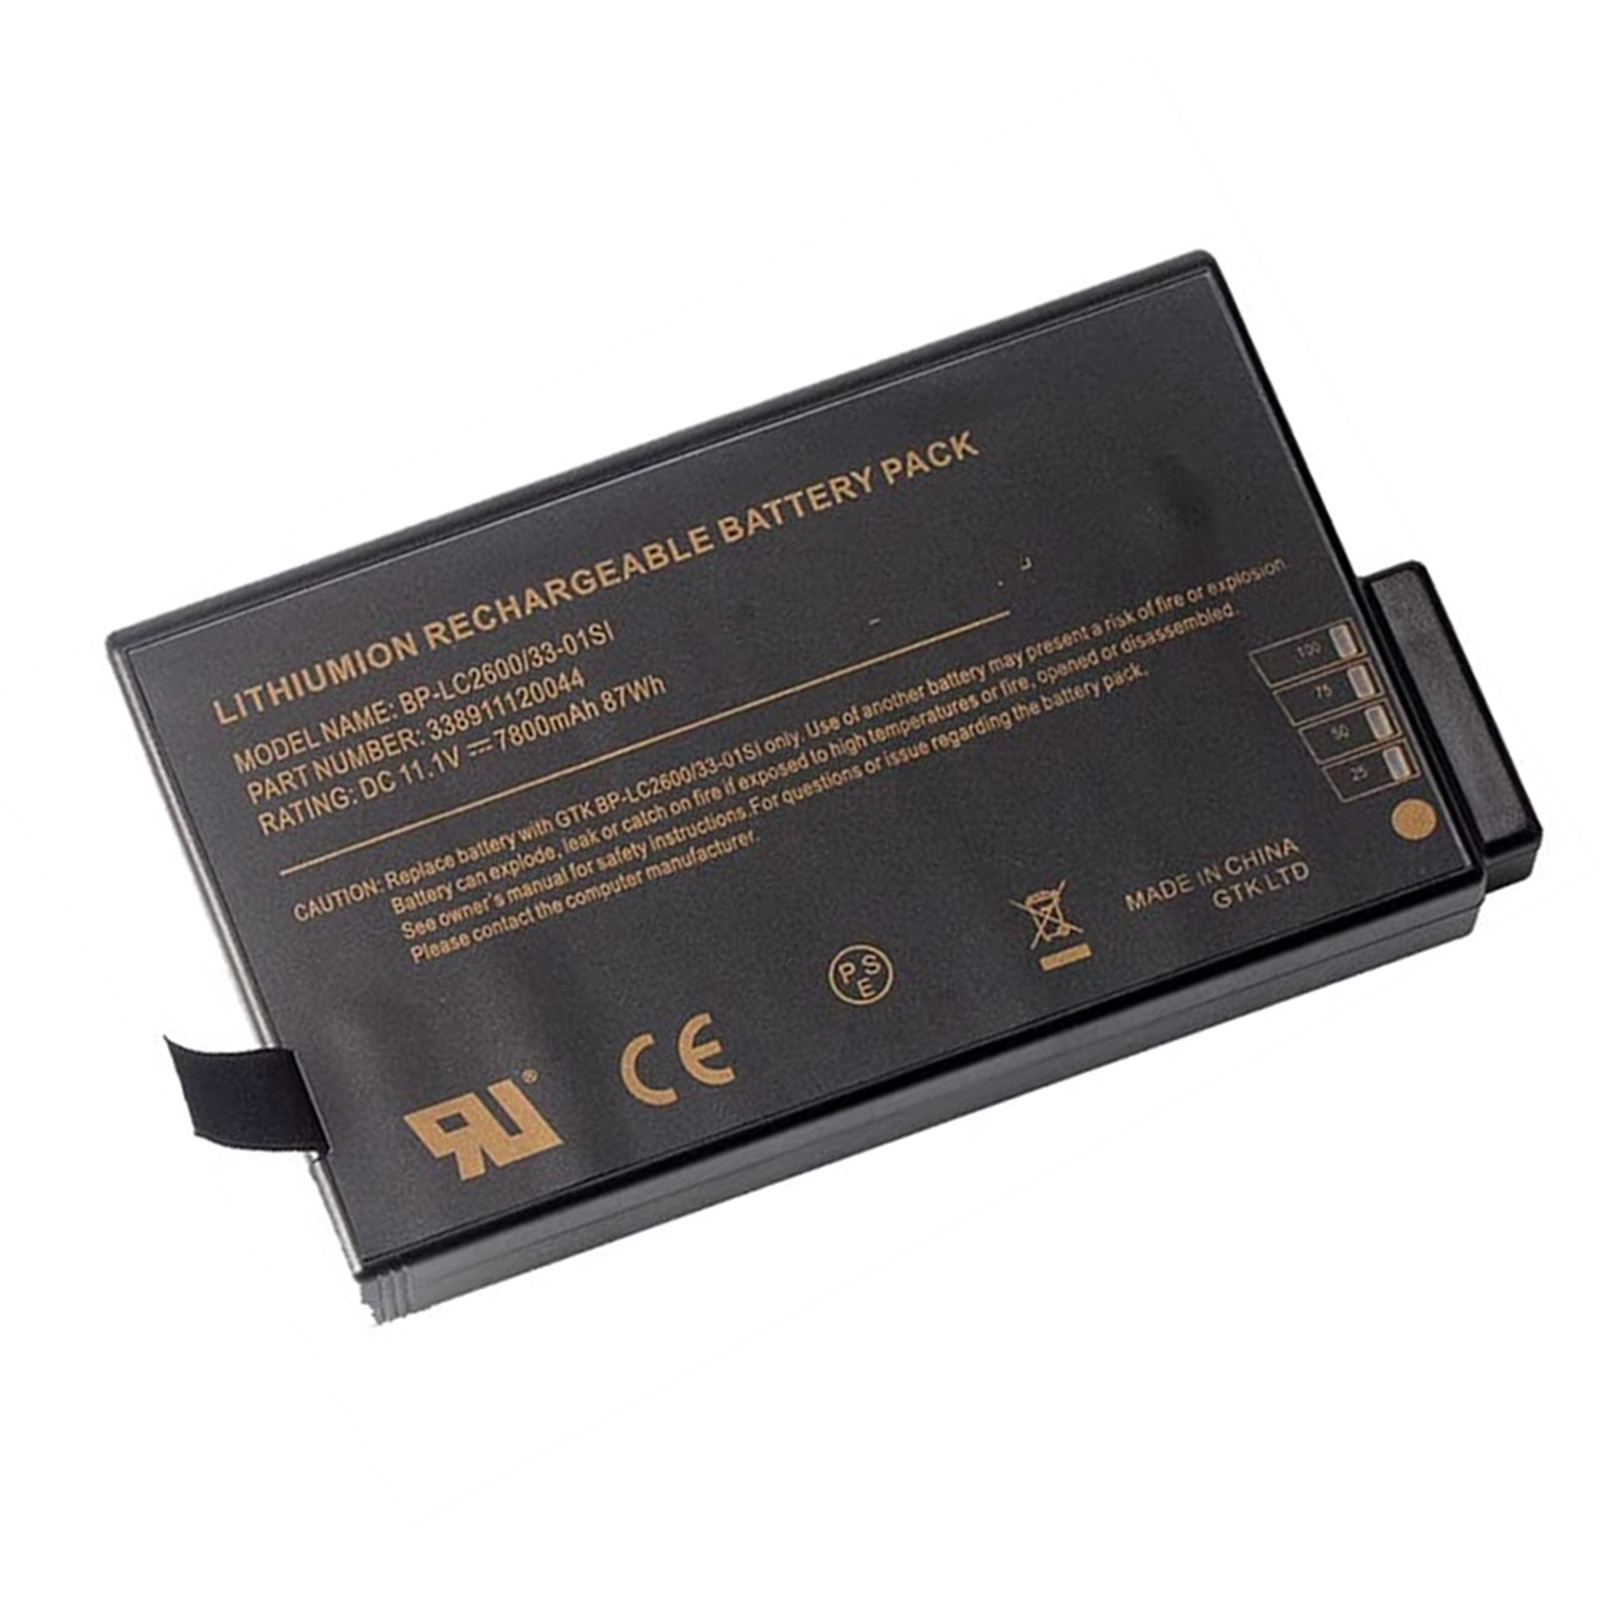 LITHIUMION RECHARGEABLE BATTERY PACK
MODEL NAME: BP-LC2600/33-01SI
PART NUMBER: 338911120044
RATING: DC 11.1V ⎓ 7800mAh 87Wh
CAUTION: Replace battery with GTK BP-LC2600/33-01SI only. Use of another battery may present a risk of fire or explosion
Battery can explode, leak or catch on fire if exposed to high temperatures or fire, opened or disassembled.
See owner's manual for safety instructions.For questions or issue regarding the battery pack,
Please contact the computer manufacturer.
100
75
50
25
MADE IN CHINA
GTK LTD
PSE
CE
RU®